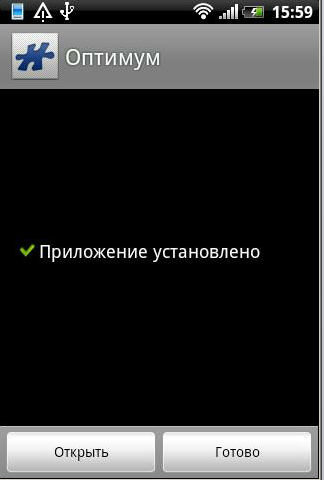 15:59
Оптимум
Приложение установлено
Открыть
Готово